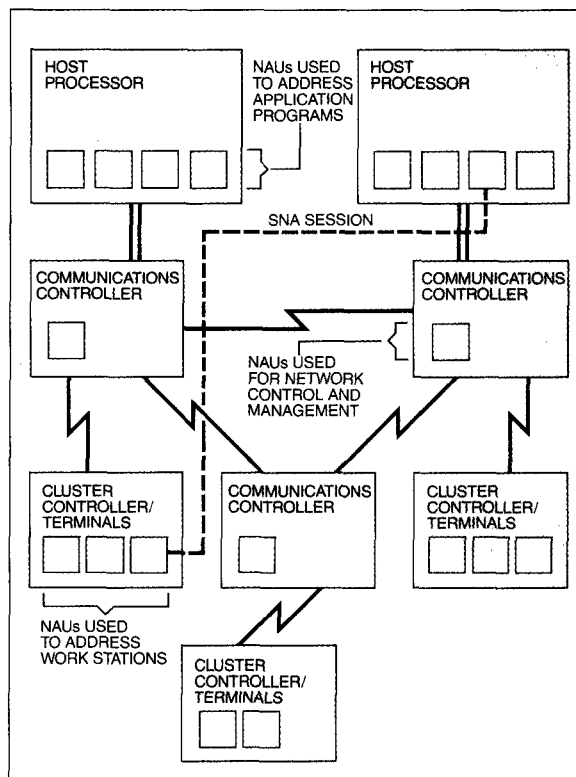 HOST
PROCESSOR
NAUs USED
TO ADDRESS
APPLICATION
PROGRAMS
HOST
PROCESSOR
SNA SESSION
COMMUNICATIONS
CONTROLLER
COMMUNICATIONS
CONTROLLER
NAUs USED
FOR NETWORK
CONTROL AND
MANAGEMENT
CLUSTER
CONTROLLER/
TERMINALS
COMMUNICATIONS
CONTROLLER
CLUSTER
CONTROLLER/
TERMINALS
NAUs USED
TO ADDRESS
WORK STATIONS
CLUSTER
CONTROLLER/
TERMINALS